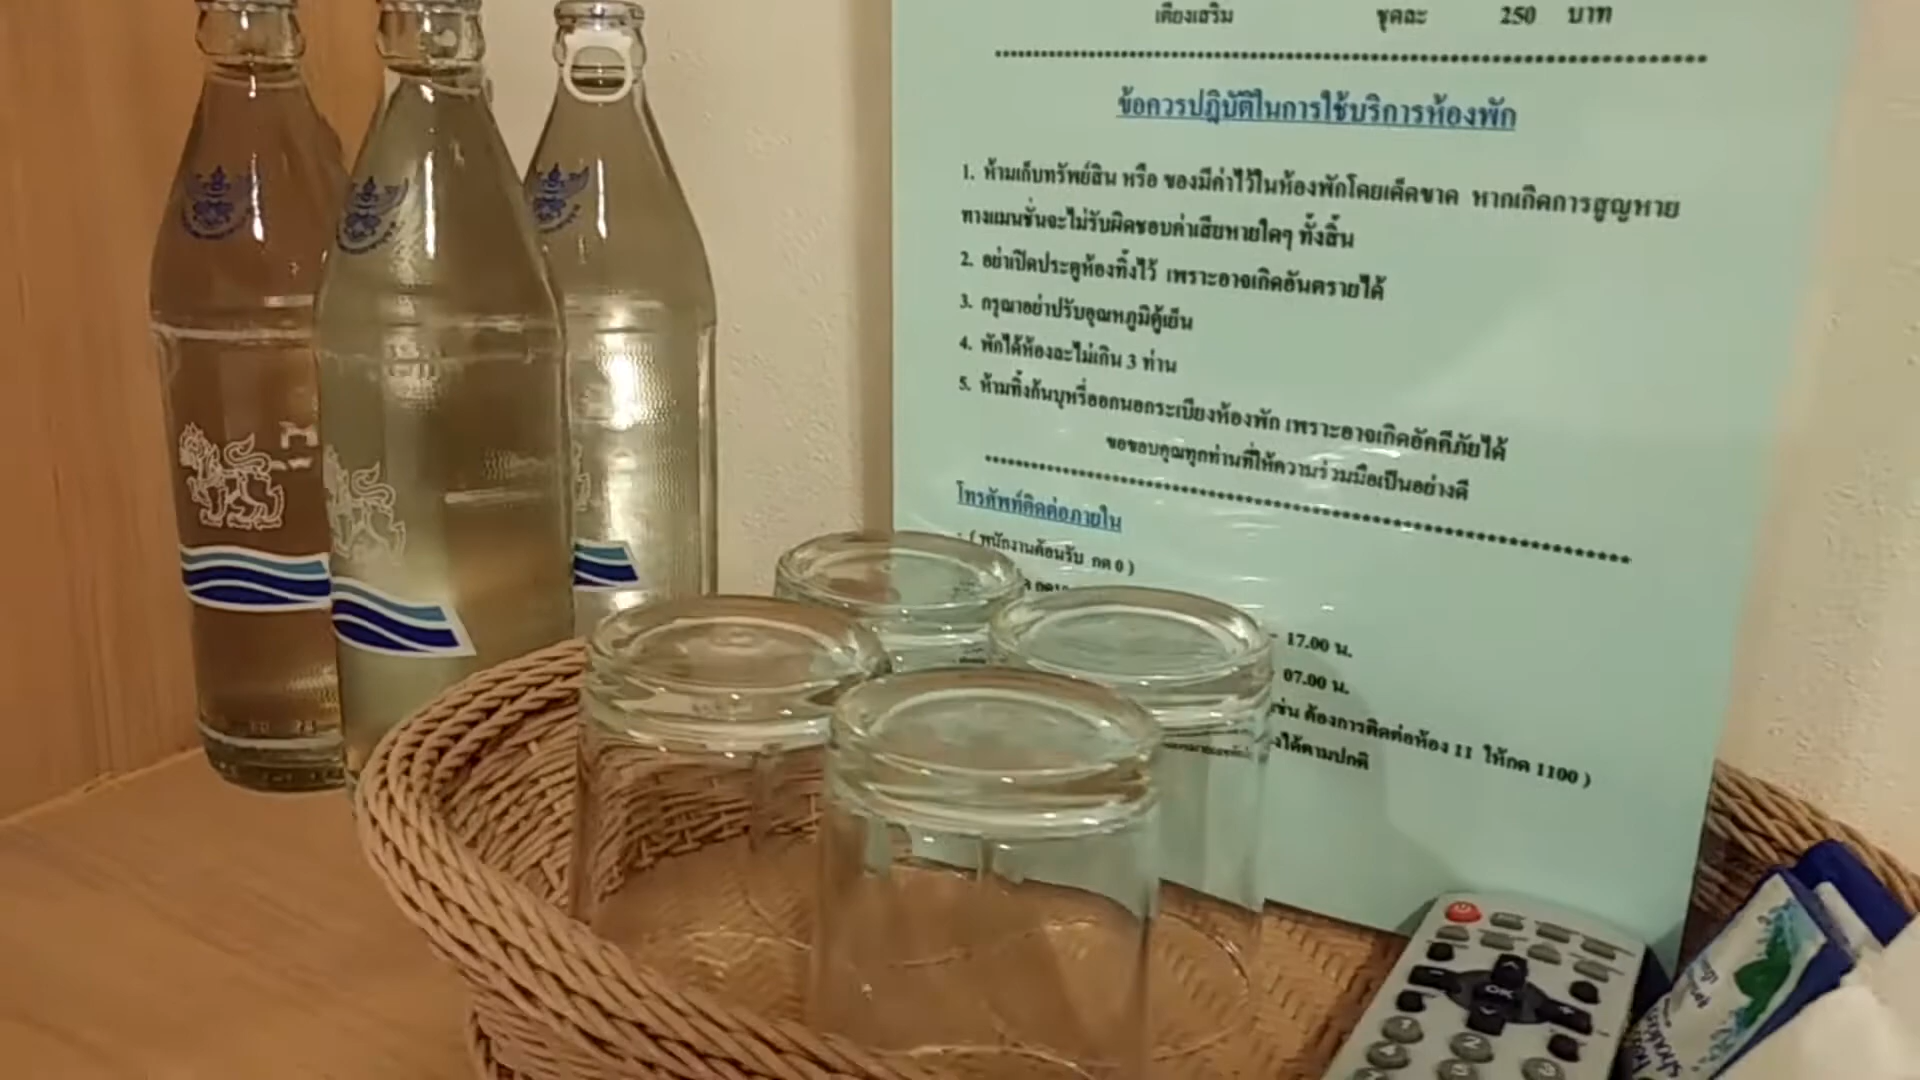 เตียงเสริม ชุดละ 250 บาท
ข้อควรปฏิบัติในการใช้บริการห้องพัก
1. ห้ามเก็บทรัพย์สิน หรือ ของมีค่าไว้ในห้องพักโดยเด็ดขาด หากเกิดการสูญหาย
ทางแมนชั่นจะไม่รับผิดชอบค่าเสียหายใดๆ ทั้งสิ้น
2. อย่าเปิดประตูห้องทิ้งไว้ เพราะอาจเกิดอันตรายได้
3. กรุณาอย่าปรับอุณหภูมิตู้เย็น
4. พักได้ห้องละไม่เกิน 3 ท่าน
5. ห้ามทิ้งก้นบุหรี่ออกนอกระเบียงห้องพัก เพราะอาจเกิดอัคคีภัยได้
ขอขอบคุณทุกท่านที่ให้ความร่วมมือเป็นอย่างดี
โทรศัพท์ติดต่อภายใน
( พนักงานต้อนรับ กด 0 )
- 17.00 น.
07.00 น.
เช่น ต้องการติดต่อห้อง 11 ให้กด 1100 )
ได้ตามปกติ
OK